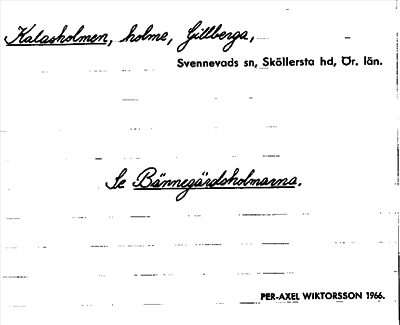 Kalasholmen, holme, Gillberga,
Svennevads sn, Sköllersta hd, Ör. län.
Se Bännegårdsholmarna.
PER-AXEL WIKTORSSON 1966.